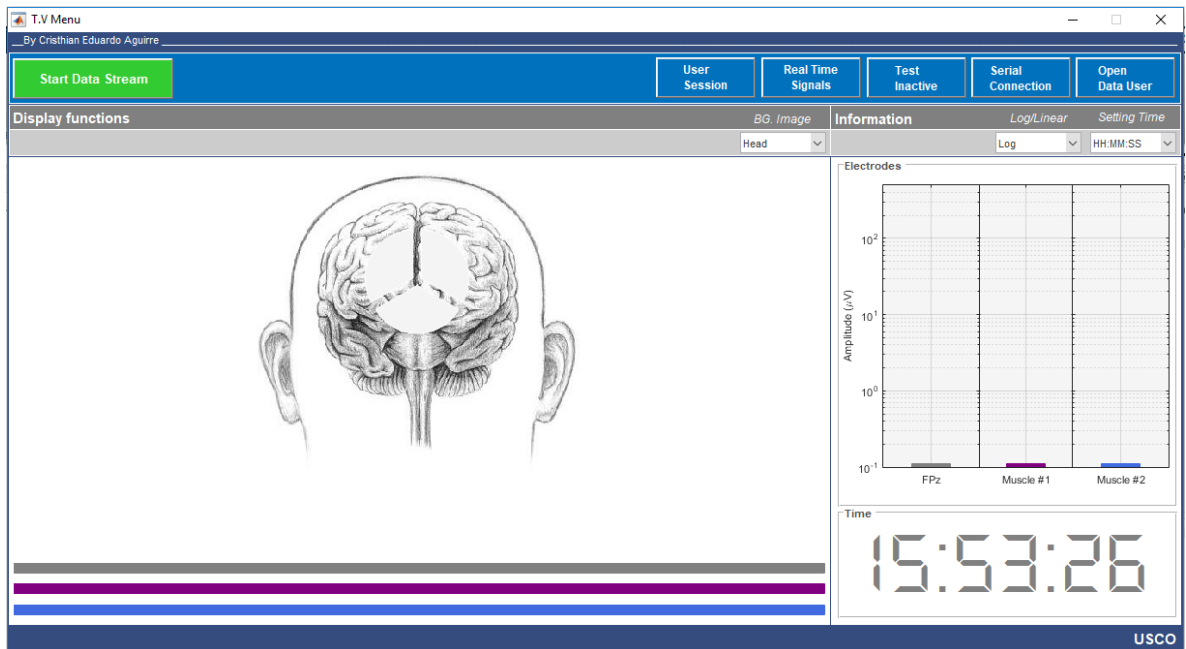 T.V Menu
__By Cristhian Eduardo Aguirre
Start Data Stream
User
Session
Real Time
Signals
Test
Inactive
Serial
Connection
Open
Data User
Display functions
BG. Image
Information
Log/Linear
Setting Time
Head
Log
HH:MM:SS
Electrodes
10²
10¹
10⁰
10⁻¹
Amplitudo (μV)
FPz
Muscle #1
Muscle #2
Time
15:53:26
USCO